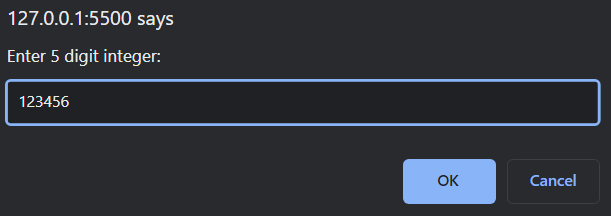 127.0.0.1:5500 says
Enter 5 digit integer:
123456
OK Cancel